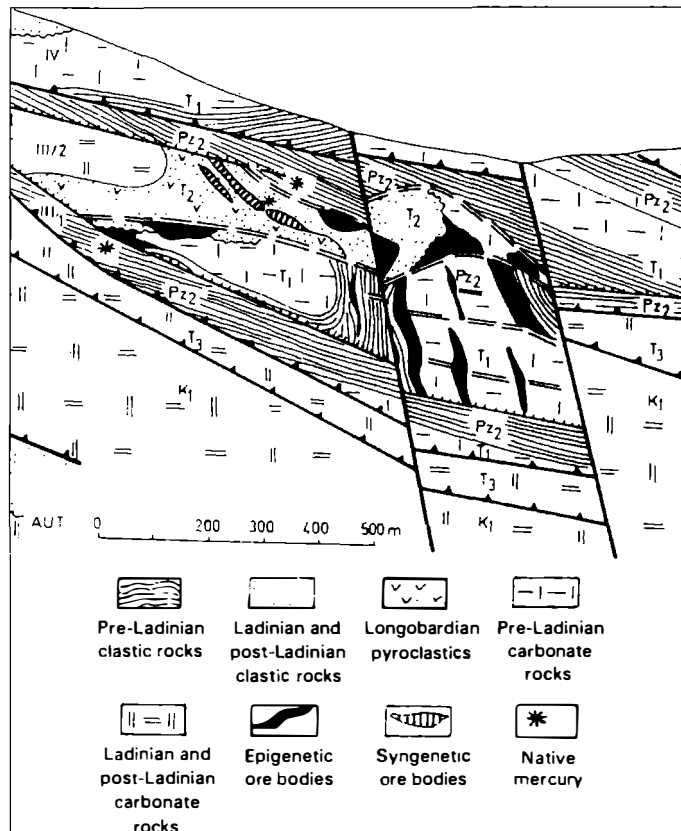 IV
T1
Pz2
III/2
T2
Pz2
T2
Pz2
III1
T1
Pz2
T1
Pz2
Pz2
T3
T1
T3
K1
K1
Pz2
T1
T3
K1
AUT 0 200 400 500 m
Pre-Ladinian clastic rocks
Ladinian and post-Ladinian clastic rocks
Longobardian pyroclastics
Pre-Ladinian carbonate rocks
Ladinian and post-Ladinian carbonate rocks
Epigenetic ore bodies
Syngenetic ore bodies
Native mercury